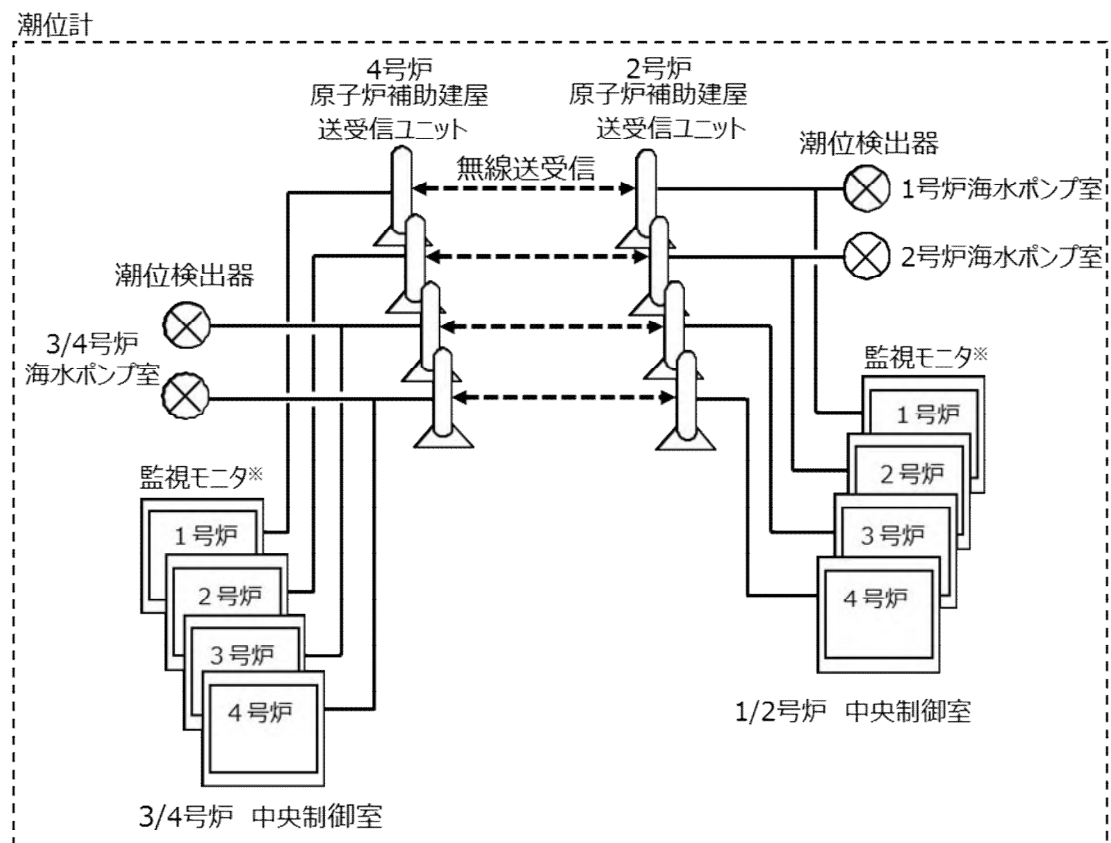 潮位計
4号炉
原子炉補助建屋
送受信ユニット
2号炉
原子炉補助建屋
送受信ユニット
無線送受信
潮位検出器
1号炉海水ポンプ室
2号炉海水ポンプ室
潮位検出器
3/4号炉
海水ポンプ室
監視モニタ※
1号炉
2号炉
3号炉
4号炉
1/2号炉 中央制御室
監視モニタ※
1号炉
2号炉
3号炉
4号炉
3/4号炉 中央制御室